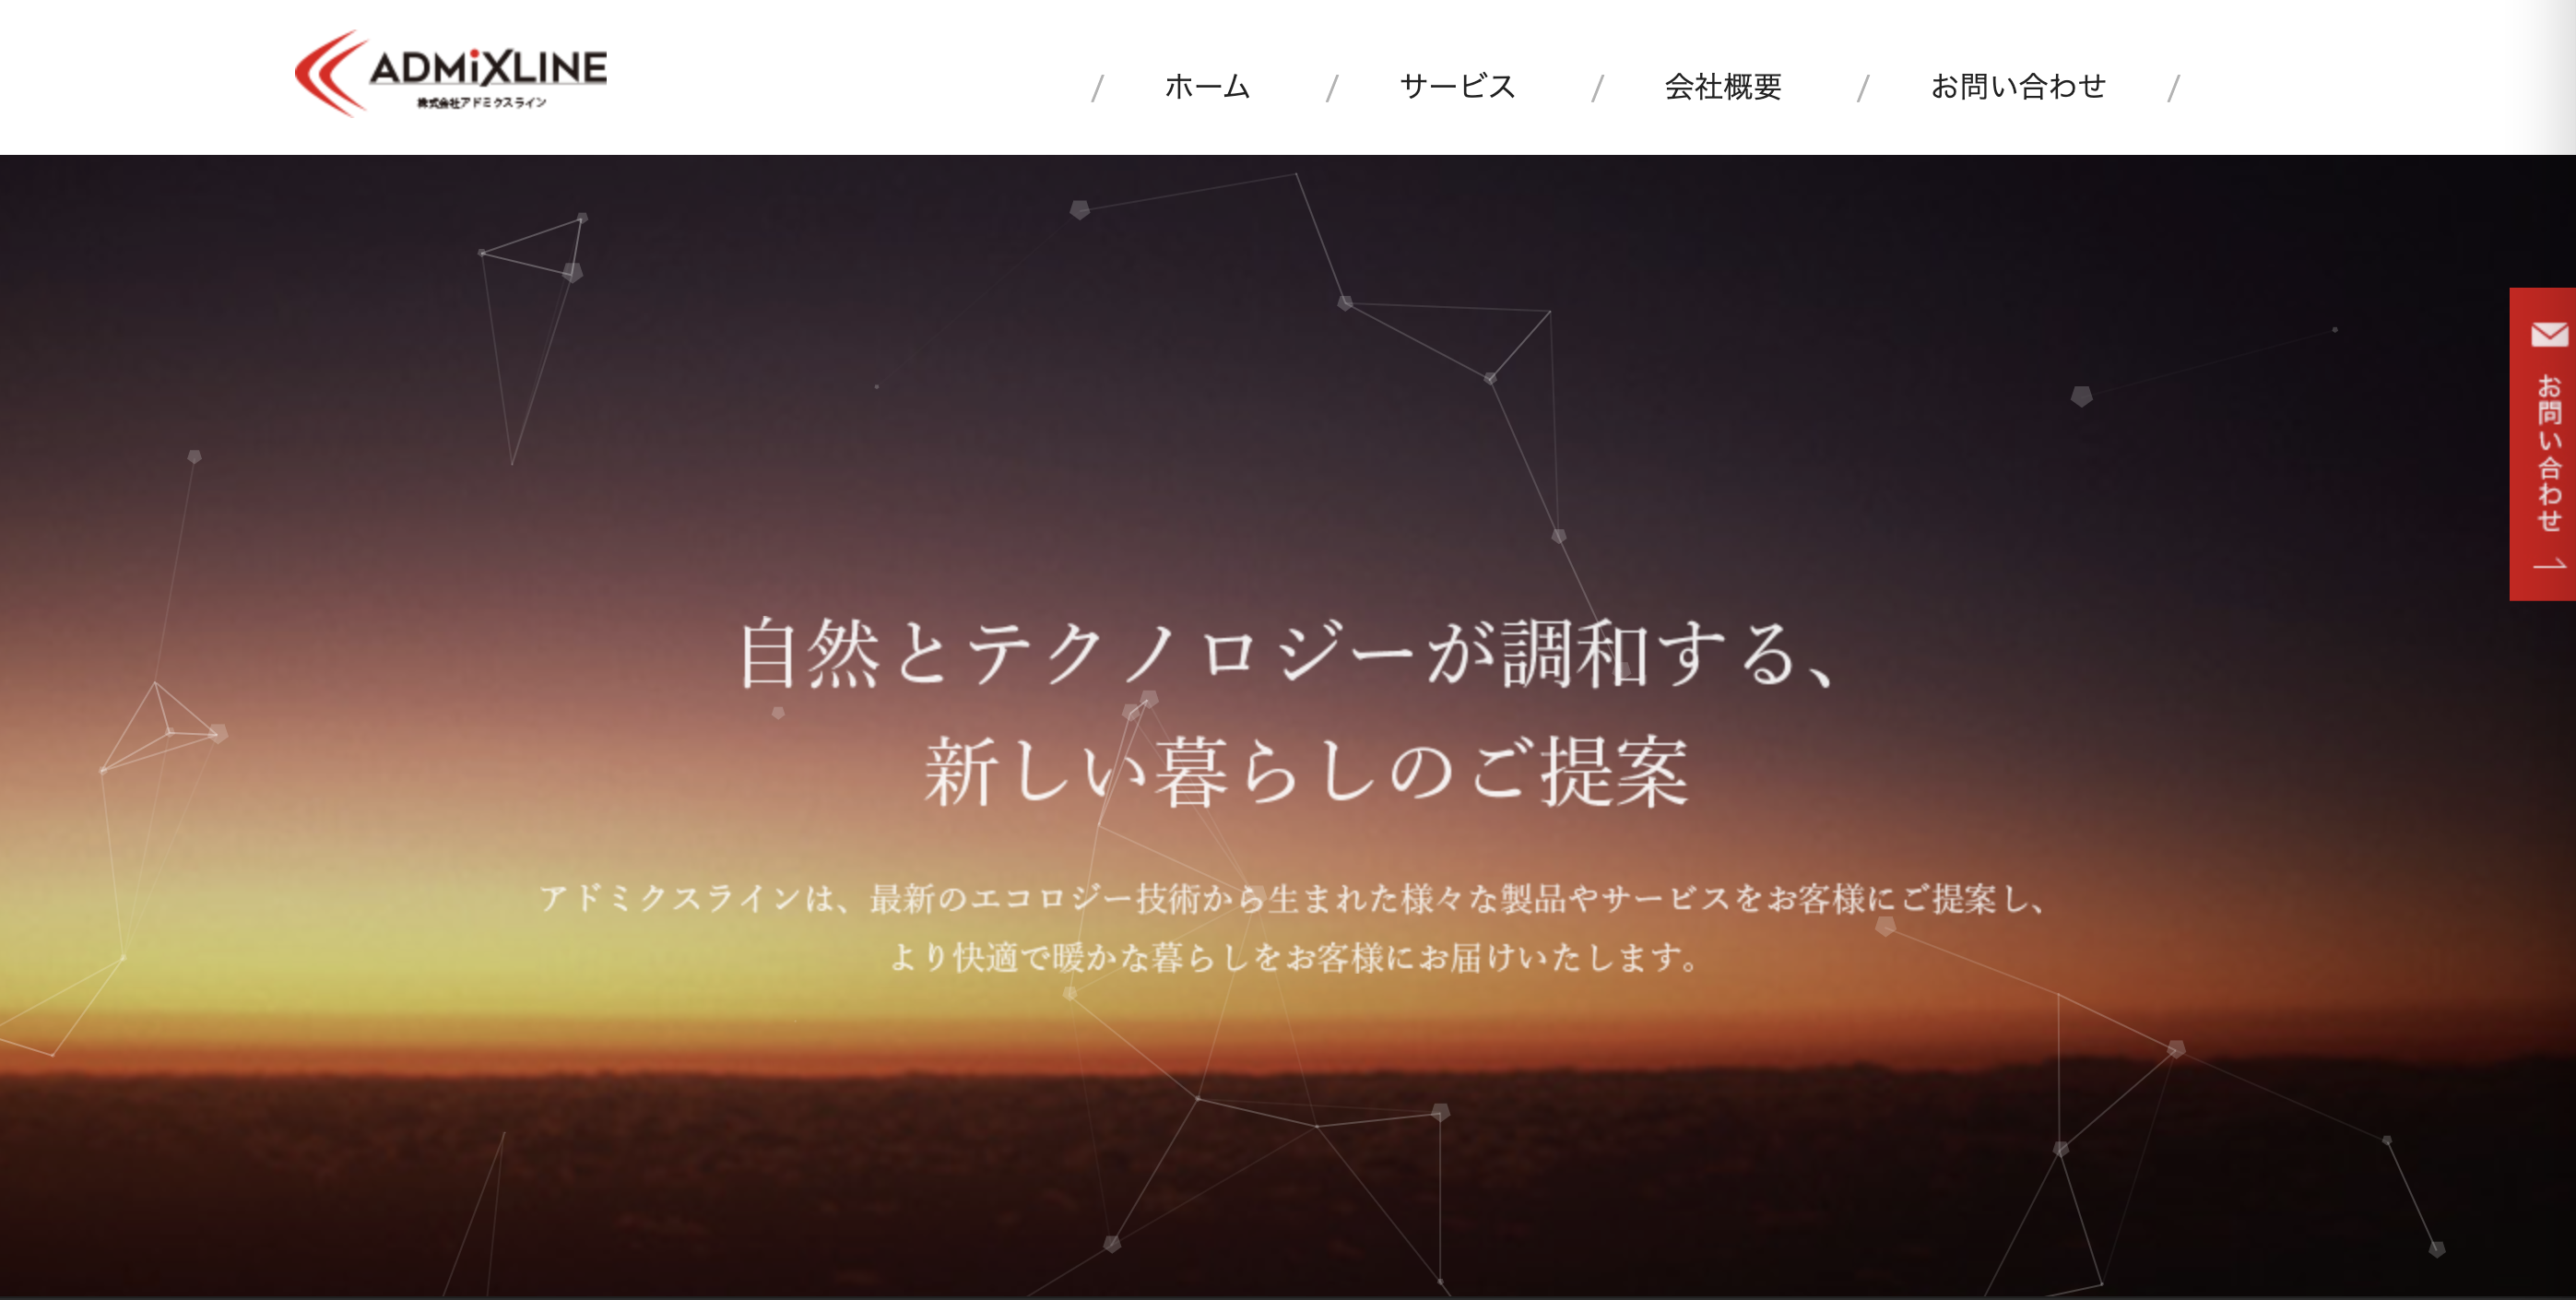 ADMiXLINE
株式会社アドミクスライン
/ ホーム / サービス / 会社概要 / お問い合わせ /
お問い合わせ
自然とテクノロジーが調和する、
新しい暮らしのご提案
アドミクスラインは、最新のエコロジー技術から生まれた様々な製品やサービスをお客様にご提案し、
より快適で暖かな暮らしをお客様にお届けいたします。